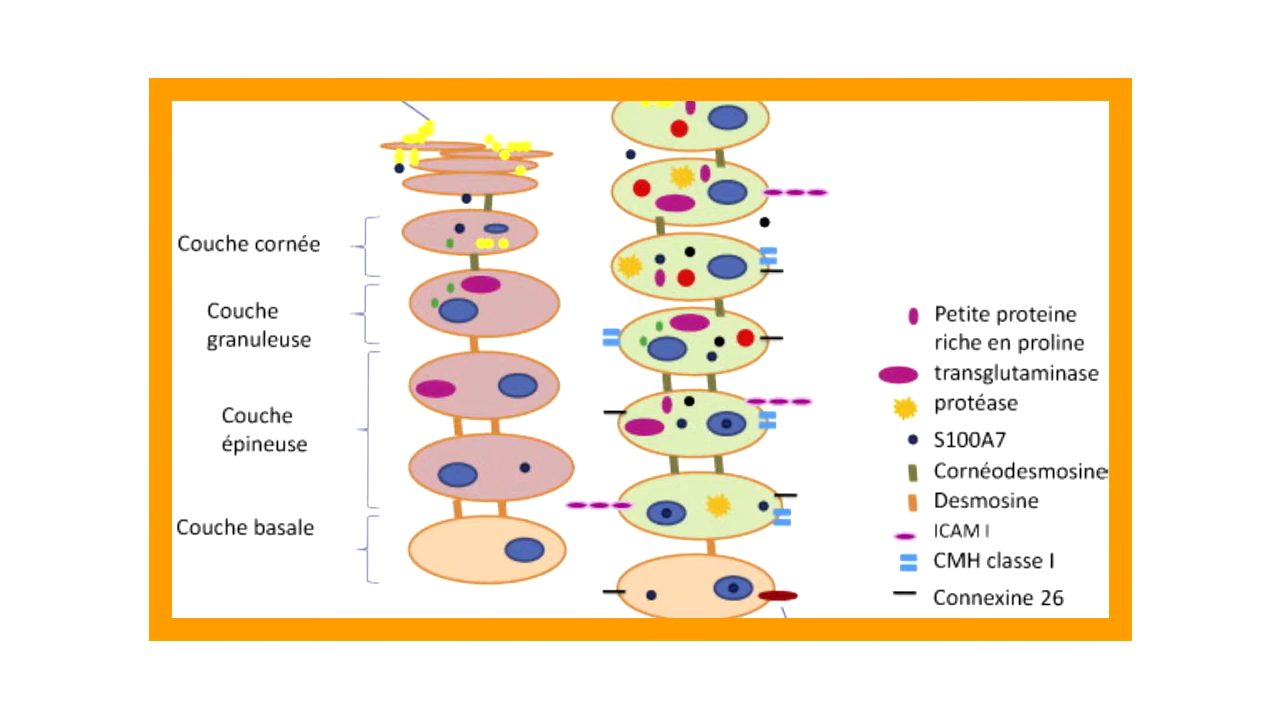 Couche cornée
Couche
granuleuse
Couche
épineuse
Couche basale
Petite proteine
riche en proline
transglutaminase
protéase
S100A7
Cornéodesmosine
Desmosine
ICAM I
CMH classe I
Connexine 26